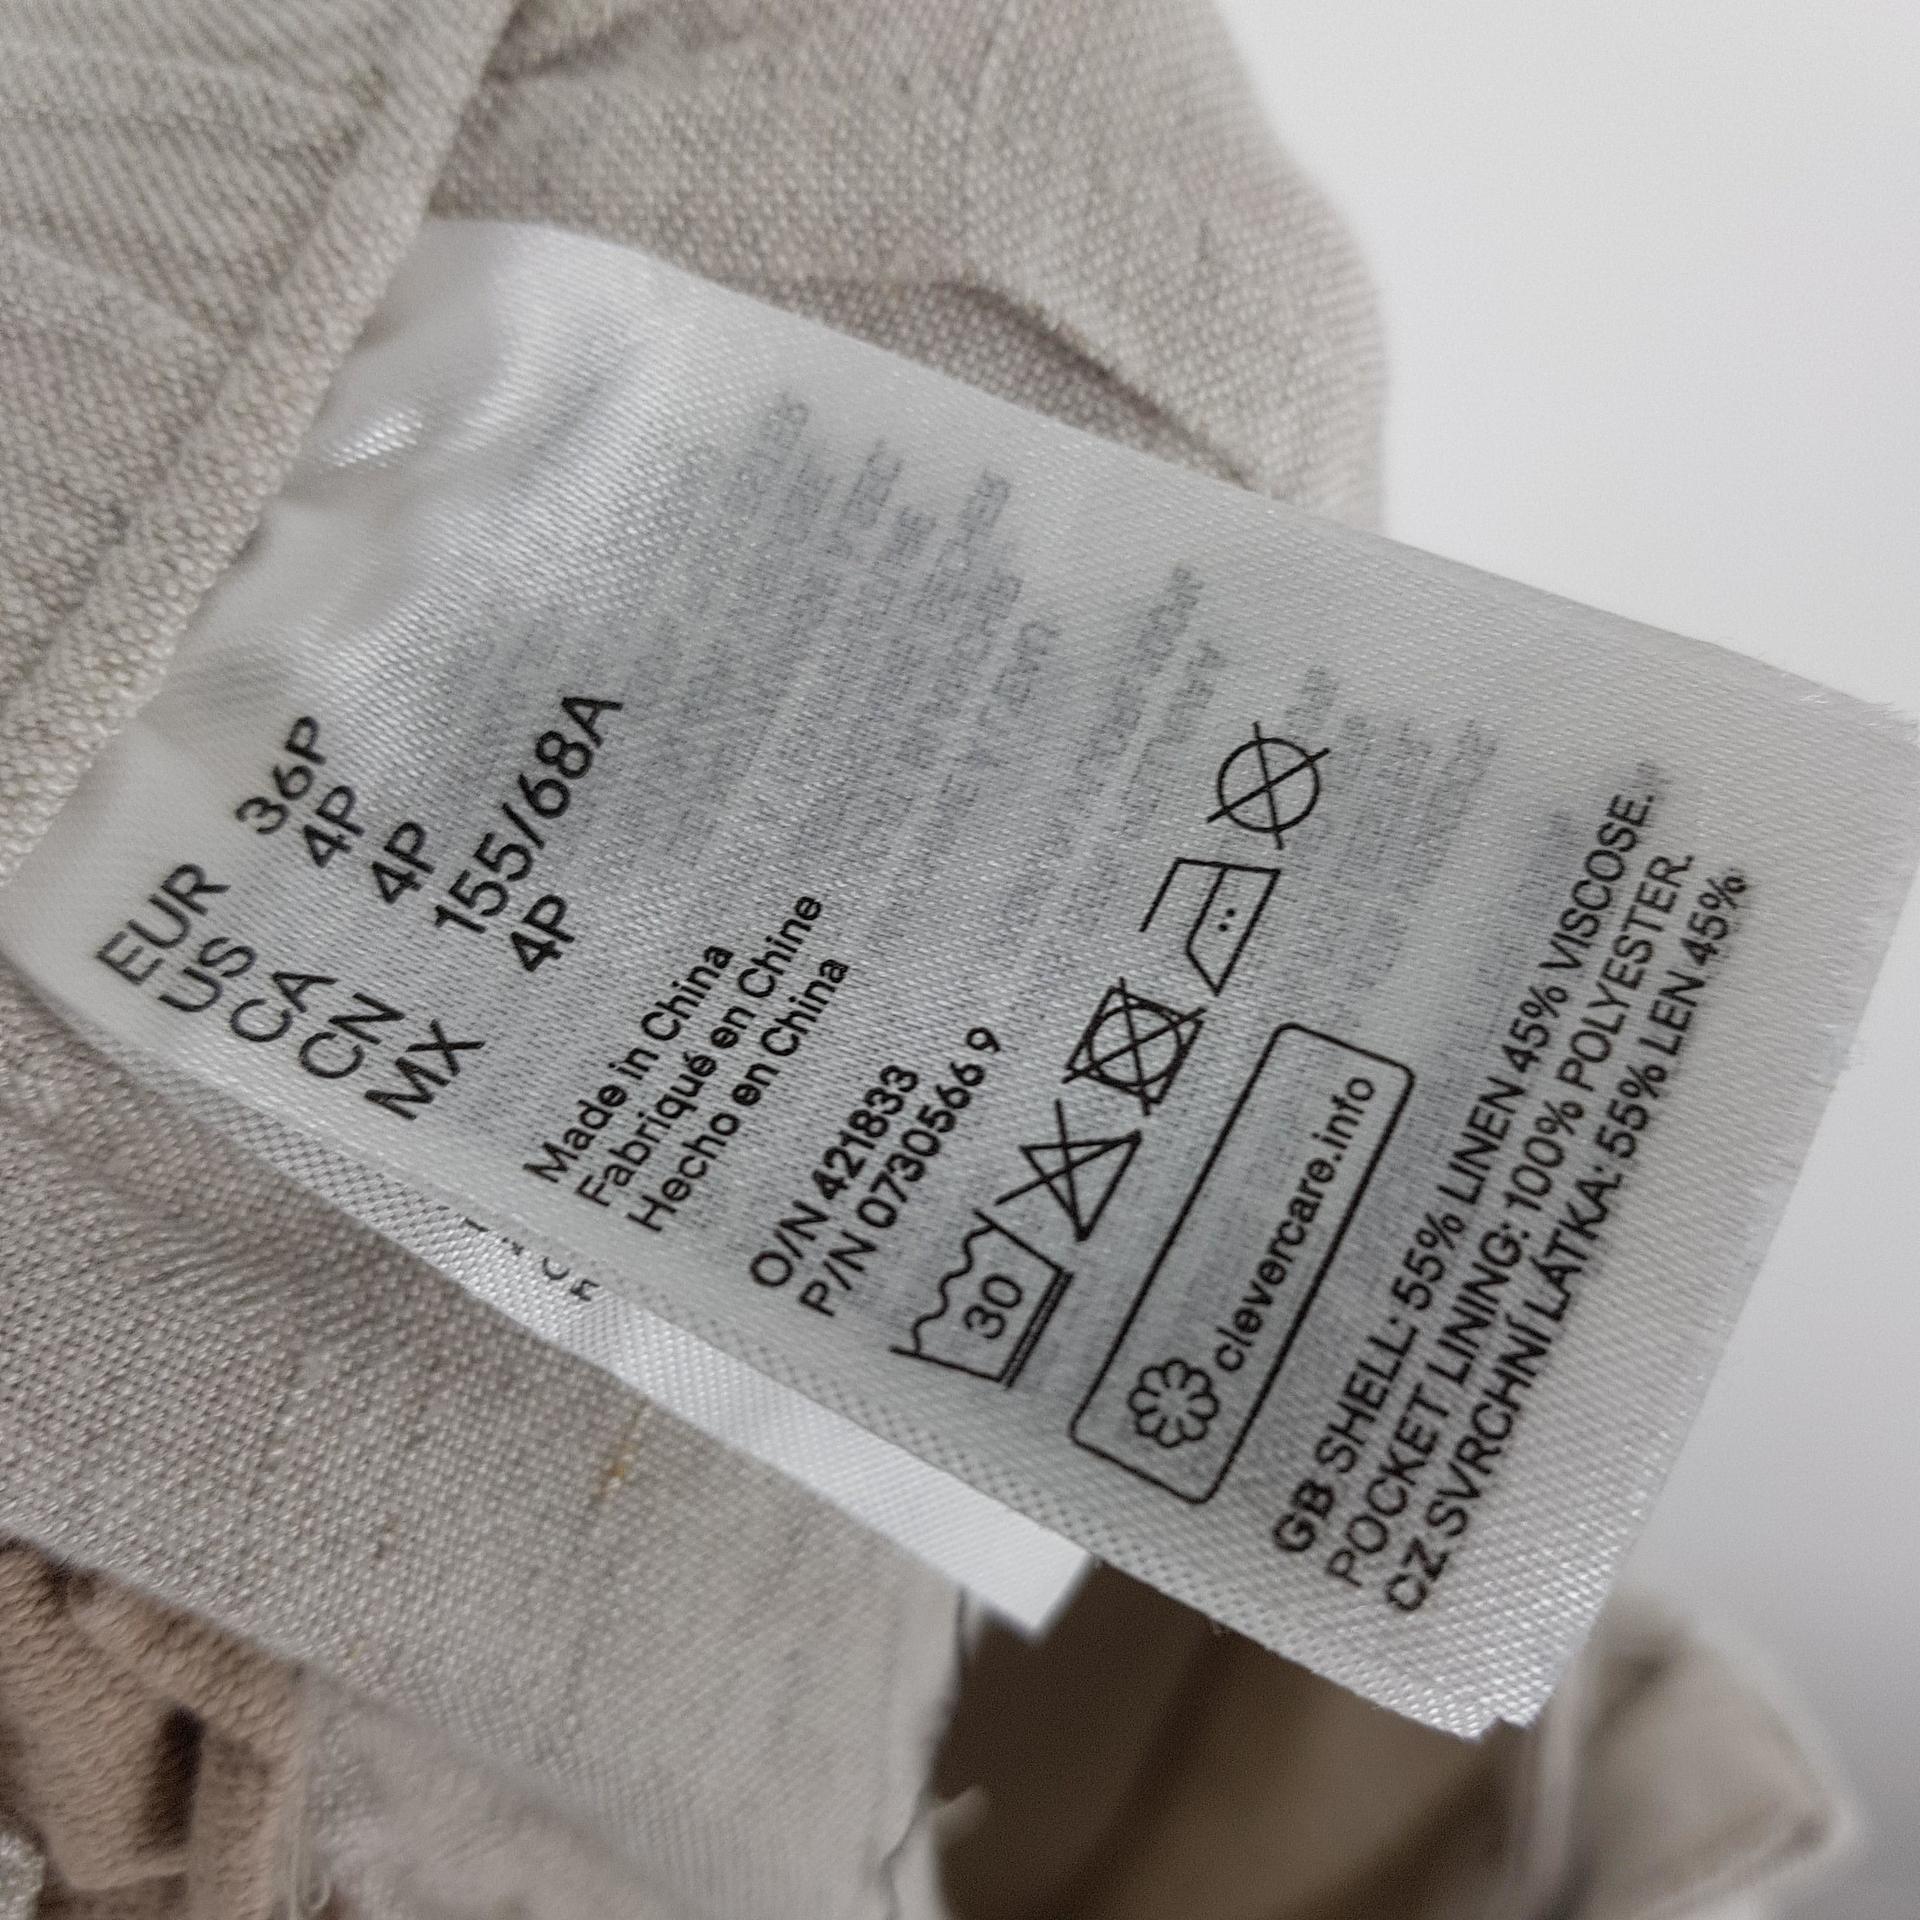 EUR 36P
US 4P
CA 4P
CN 155/68A
MX 4P
Made in China
Fabriqué en Chine
Hecho en China
O/N 421833
P/N 07305669
30
clevercare.info
GB SHELL: 55% LINEN 45% VISCOSE.
POCKET LINING: 100% POLYESTER.
CZ SVRCHNÍ LÁTKA: 55% LEN 45%